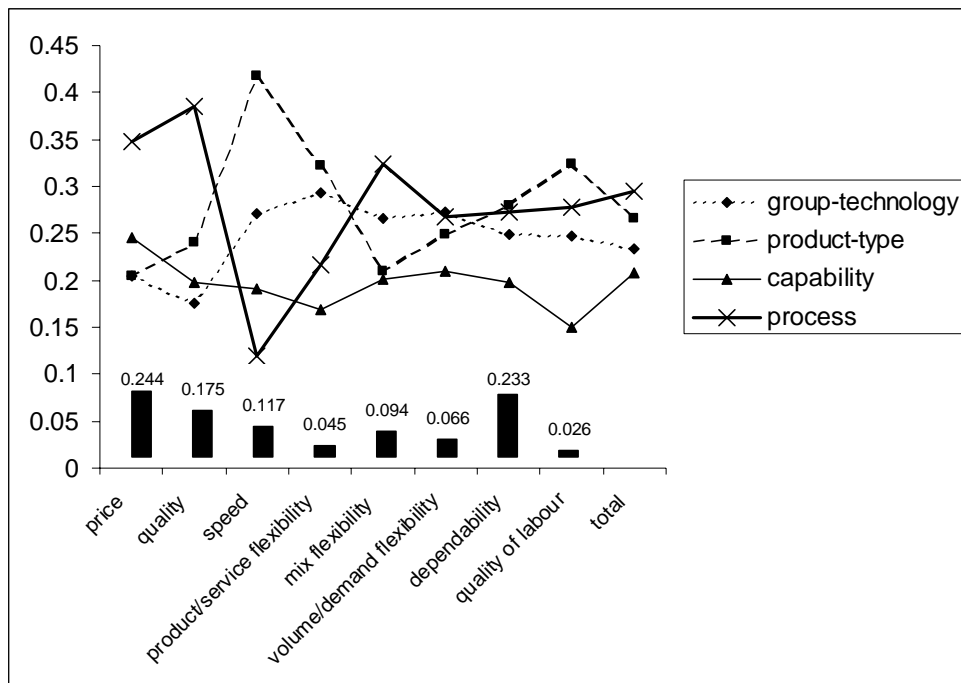 0.45
0.4
0.35
0.3
0.25
0.2
0.15
0.1
0.05
0
0.244
0.175
0.117
0.045
0.094
0.066
0.233
0.026
price
quality
speed
product/service flexibility
mix flexibility
volume/demand flexibility
dependability
quality of labour
total
group-technology
product-type
capability
process